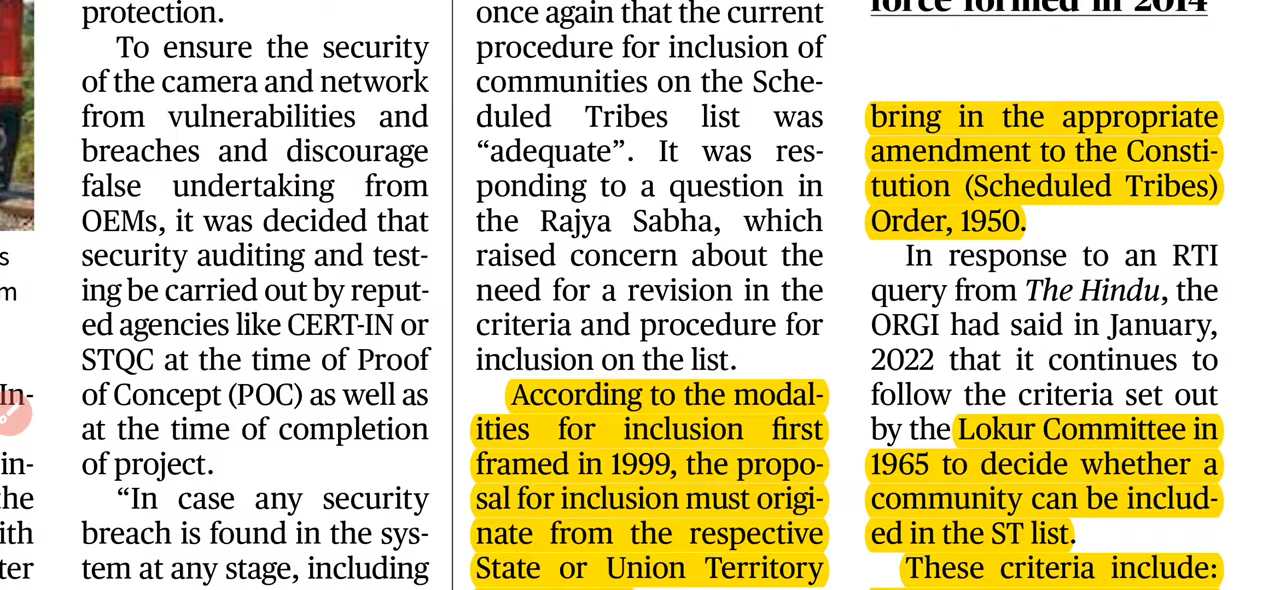 protection.
To ensure the security
of the camera and network
from vulnerabilities and
breaches and discourage
false undertaking from
OEMs, it was decided that
security auditing and test-
ing be carried out by reput-
ed agencies like CERT-IN or
STQC at the time of Proof
of Concept (POC) as well as
at the time of completion
of project.
“In case any security
breach is found in the sys-
tem at any stage, including
once again that the current
procedure for inclusion of
communities on the Sche-
duled Tribes list was
“adequate”. It was res-
ponding to a question in
the Rajya Sabha, which
raised concern about the
need for a revision in the
criteria and procedure for
inclusion on the list.
According to the modal-
ities for inclusion first
framed in 1999, the propo-
sal for inclusion must origi-
nate from the respective
State or Union Territory
force formed in 2014
bring in the appropriate
amendment to the Consti-
tution (Scheduled Tribes)
Order, 1950.
In response to an RTI
query from The Hindu, the
ORGI had said in January,
2022 that it continues to
follow the criteria set out
by the Lokur Committee in
1965 to decide whether a
community can be includ-
ed in the ST list.
These criteria include: